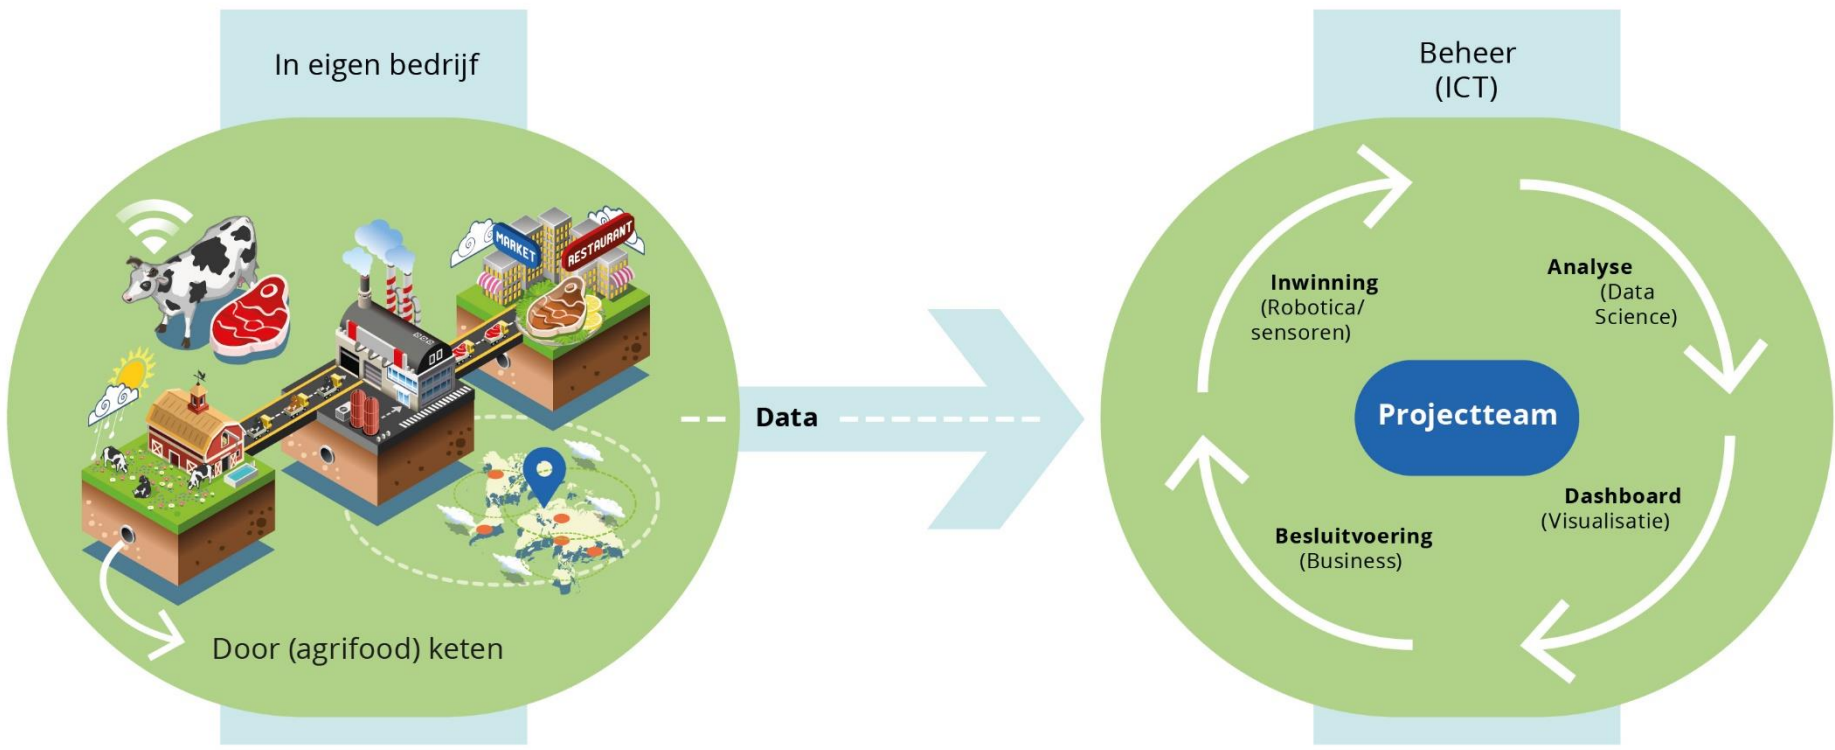 In eigen bedrijf
MARKET
RESTAURANT
Door (agrifood) keten
Data
Beheer
(ICT)
Inwinning
(Robotica/
sensoren)
Analyse
(Data
Science)
Projectteam
Dashboard
(Visualisatie)
Besluitvoering
(Business)